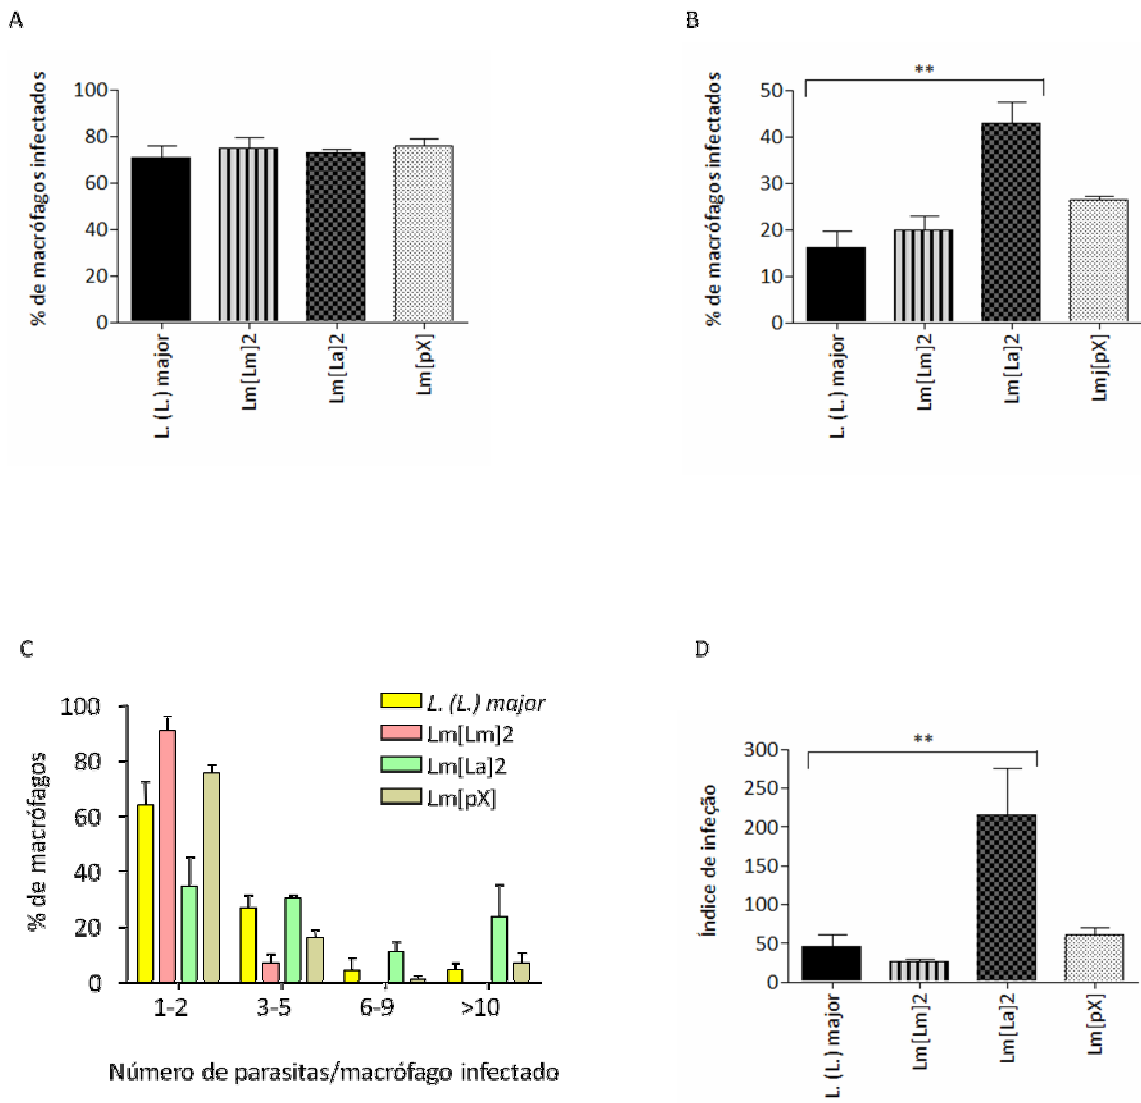 A
% de macrófagos infectados
100
80
60
40
20
0
L. (L.) major
Lm[Lm]2
Lm[La]2
Lm[pX]
B
% de macrófagos infectados
50
40
30
20
10
0
**
L. (L.) major
Lm[Lm]2
Lm[La]2
Lmj[pX]
C
% de macrófagos
100
80
60
40
20
0
L. (L.) major
Lm[Lm]2
Lm[La]2
Lm[pX]
1-2
3-5
6-9
>10
Número de parasitas/macrófago infectado
D
Índice de infeção
300
250
200
150
100
50
0
**
L. (L.) major
Lm[Lm]2
Lm[La]2
Lm[pX]